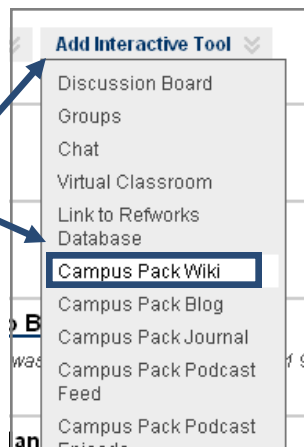 Add Interactive Tool
Discussion Board
Groups
Chat
Virtual Classroom
Link to Refworks
Database
Campus Pack Wiki
Campus Pack Blog
Campus Pack Journal
Campus Pack Podcast
Feed
Campus Pack Podcast
Episode